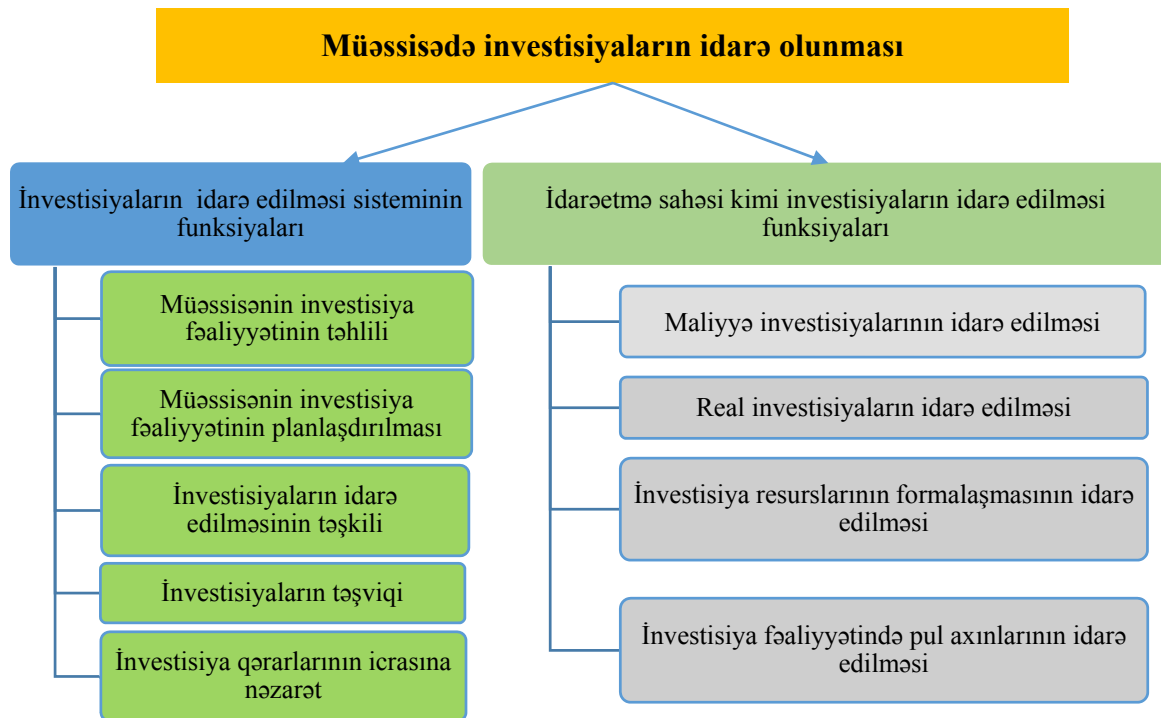 Müəssisədə investisiyaların idarə olunması
İnvestisiyaların idarə edilməsi sisteminin
funksiyaları
Müəssisənin investisiya
fəaliyyətinin təhlili
Müəssisənin investisiya
fəaliyyətinin planlaşdırılması
İnvestisiyaların idarə
edilməsinin təşkili
İnvestisiyaların təşviqi
İnvestisiya qərarlarının icrasına
nəzarət
İdarəetmə sahəsi kimi investisiyaların idarə edilməsi
funksiyaları
Maliyyə investisiyalarının idarə edilməsi
Real investisiyaların idarə edilməsi
İnvestisiya resurslarının formalaşmasının idarə
edilməsi
İnvestisiya fəaliyyətində pul axınlarının idarə
edilməsi